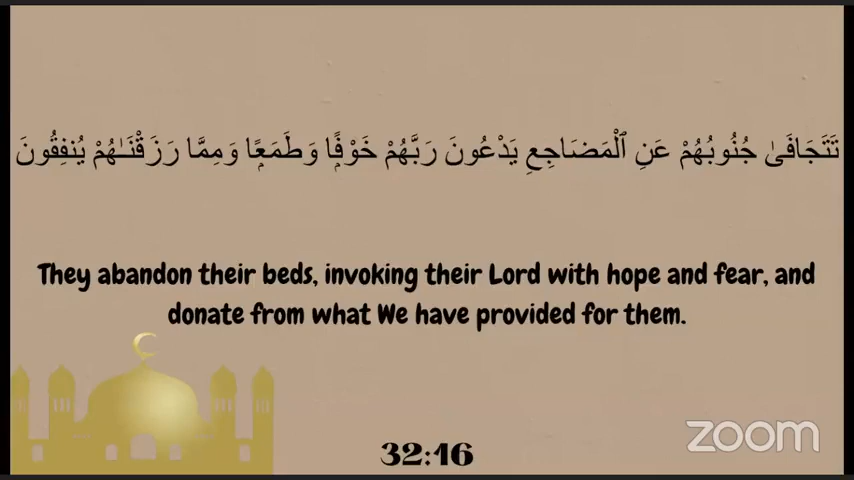 تَتَجَافَىٰ جُنُوبُهُمْ عَنِ ٱلْمَضَاجِعِ يَدْعُونَ رَبَّهُمْ خَوْفًۭا وَطَمَعًۭا وَمِمَّا رَزَقْنَـٰهُمْ يُنفِقُونَ
They abandon their beds, invoking their Lord with hope and fear, and
donate from what We have provided for them.
32:16
zoom